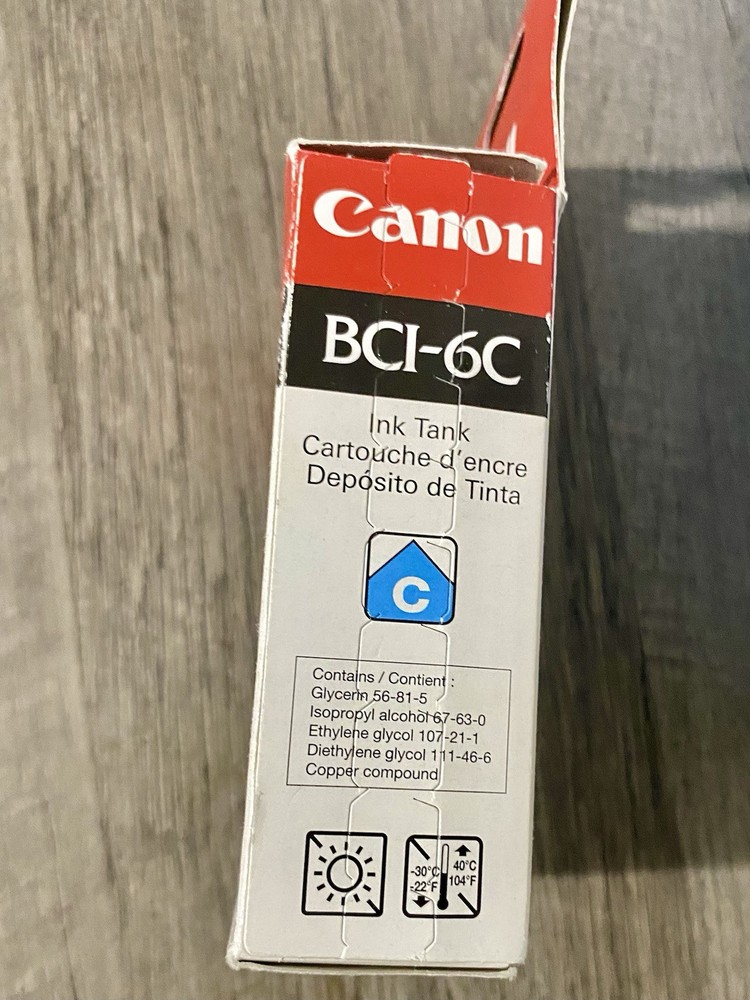 Canon
BCI-6C
Ink Tank
Cartouche d'encre
Depósito de Tinta
C
Contains / Contient :
Glycerin 56-81-5
Isopropyl alcohol 67-63-0
Ethylene glycol 107-21-1
Diethylene glycol 111-46-6
Copper compound
-30°C
-22°F
40°C
104°F